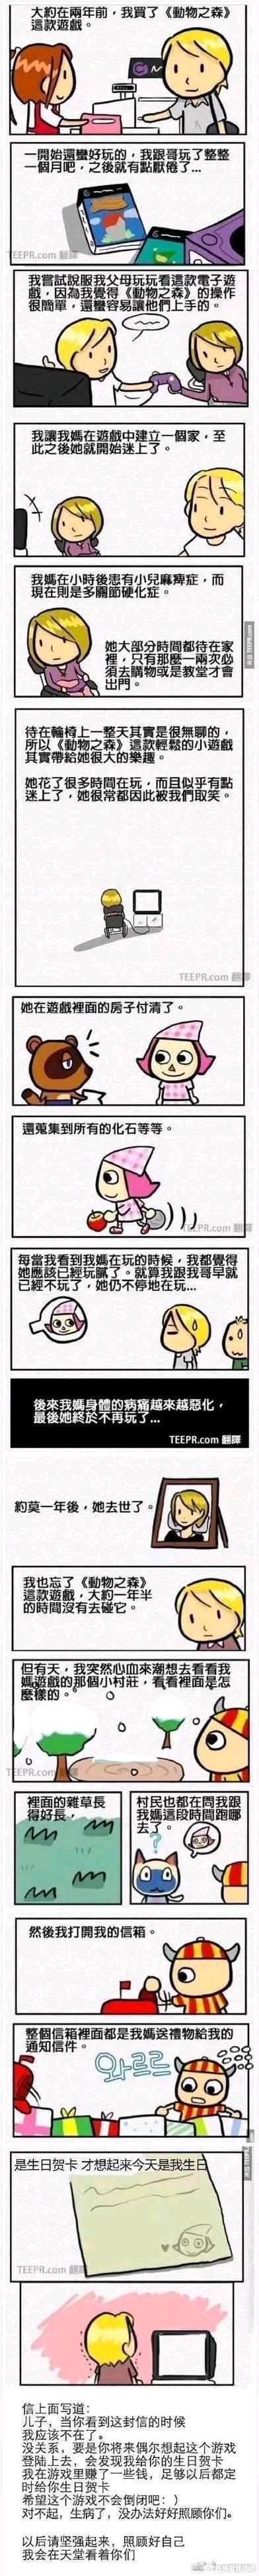 大約在兩年前，我買了《動物之森》
這款遊戲。
一開始還蠻好玩的，我跟哥玩了整整
一個月吧，之後就有點厭倦了...
TEEPR.com 翻譯
我嘗試說服我父母玩玩看這款電子遊
戲，因為我覺得《動物之森》的操作
很簡單，還蠻容易讓他們上手的。
我讓我媽在遊戲中建立一個家，至
此之後她就開始迷上了。
我媽在小時後患有小兒麻痺症，而
現在則是多關節硬化症。
她大部分時間都待在家
裡，只有那麼一兩次必
須去購物或是教堂才會
出門。
待在輪椅上一整天其實是很無聊的，
所以《動物之森》這款輕鬆的小遊戲
其實帶給她很大的樂趣。
她花了很多時間在玩，而且似乎有點
迷上了，她很常都因此被我們取笑。
TEEPR.com 翻譯
她在遊戲裡面的房子付清了。
還蒐集到所有的化石等等。
TEEPR.com 翻譯
每當我看到我媽在玩的時候，我都覺得
她應該已經玩膩了。就算我跟我哥早就
已經不玩了，她仍不停地在玩...
後來我媽身體的病痛越來越惡化，
最後她終於不再玩了...
TEEPR.com 翻譯
約莫一年後，她去世了。
我也忘了《動物之森》
這款遊戲，大約一年半
的時間沒有去碰它。
但有天，我突然心血來潮想去看看我
媽遊戲的那個小村莊，看看裡面是怎
麼樣的。
TEEPR.com 翻譯
裡面的雜草長
得好長，
村民也都在問我跟
我媽這段時間跑哪
去了。
?
然後我打開我的信箱。
整個信箱裡面都是我媽送禮物給我的
通知信件。
와르르
是生日贺卡 才想起来今天是我生日
TEEPR.com 翻譯
信上面写道：
儿子，当你看到这封信的时候
我应该不在了。
没关系，要是你将来偶尔想起这个游戏
登陆上去，会发现我给你的生日贺卡
我在游戏里赚了一些钱，足够以后都定
时给你生日贺卡
希望这个游戏不会倒闭吧：）
对不起，生病了，没办法好好照顾你们。
以后请坚强起来，照顾好自己
我会在天堂看着你们